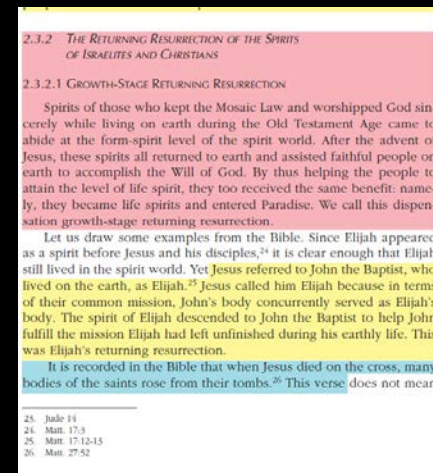 2.3.2 THE RETURNING RESURRECTION OF THE SPIRITS
OF ISRAELITES AND CHRISTIANS
2.3.2.1 GROWTH-STAGE RETURNING RESURRECTION
Spirits of those who kept the Mosaic Law and worshipped God sin-
cerely while living on earth during the Old Testament Age came to
abide at the form-spirit level of the spirit world. After the advent of
Jesus, these spirits all returned to earth and assisted faithful people on
earth to accomplish the Will of God. By thus helping the people to
attain the level of life spirit, they too received the same benefit: name-
ly, they became life spirits and entered Paradise. We call this dispen-
sation growth-stage returning resurrection.
Let us draw some examples from the Bible. Since Elijah appeared
as a spirit before Jesus and his disciples,24 it is clear enough that Elijah
still lived in the spirit world. Yet Jesus referred to John the Baptist, who
lived on earth, as Elijah.25 Jesus called him Elijah because in terms
of their common mission, John's body concurrently served as Elijah's
body. The spirit of Elijah descended to John the Baptist to help John
fulfill the mission Elijah had left unfinished during his earthly life. This
was Elijah's returning resurrection.
It is recorded in the Bible that when Jesus died on the cross, many
bodies of the saints rose from their tombs.26 This verse does not mean
23. Jude 14
24. Matt. 17:3
25. Matt. 17:12-13
26. Matt. 27:52